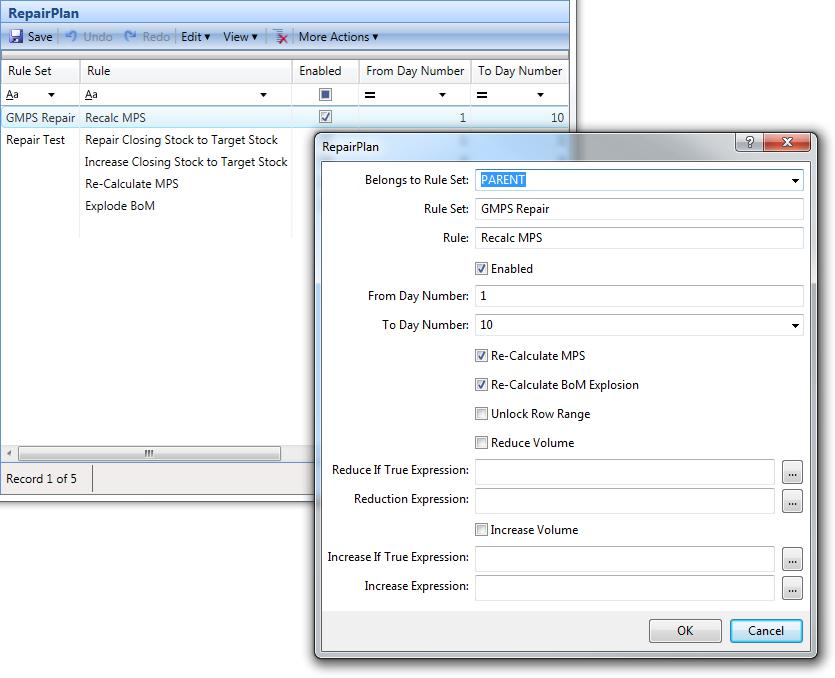 RepairPlan
Save Undo Redo Edit View More Actions
Rule Set Rule Enabled From Day Number To Day Number
Aa Aa = =
GMPS Repair Recalc MPS 1 10
Repair Test Repair Closing Stock to Target Stock
Increase Closing Stock to Target Stock
Re-Calculate MPS
Explode BoM
Record 1 of 5
RepairPlan ?
Belongs to Rule Set: PARENT
Rule Set: GMPS Repair
Rule: Recalc MPS
Enabled
From Day Number: 1
To Day Number: 10
Re-Calculate MPS
Re-Calculate BoM Explosion
Unlock Row Range
Reduce Volume
Reduce If True Expression: ...
Reduction Expression: ...
Increase Volume
Increase If True Expression: ...
Increase Expression: ...
OK Cancel